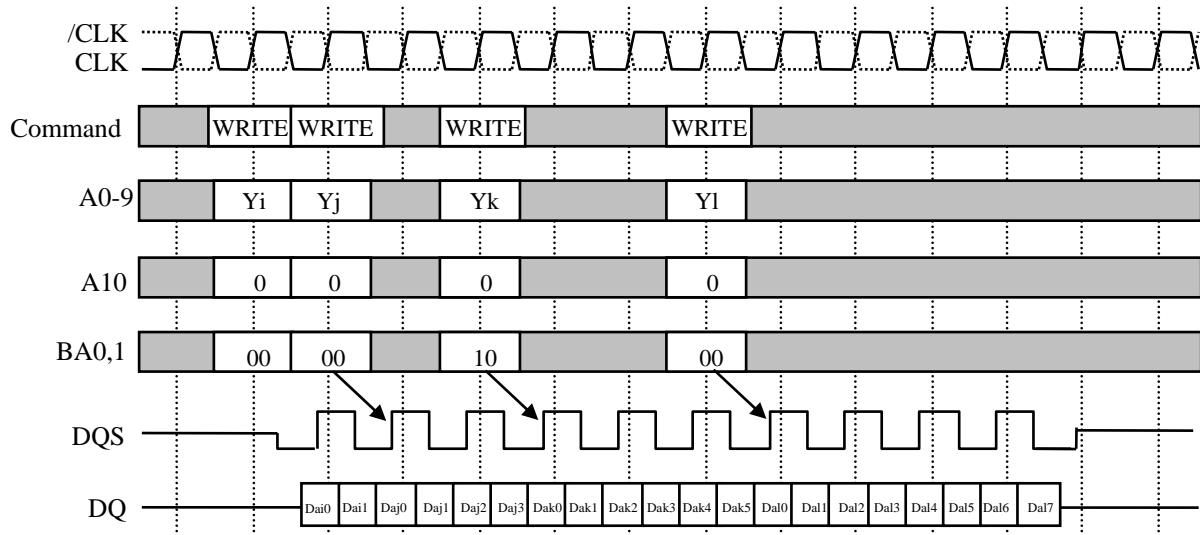 /CLK
CLK
Command WRITE WRITE WRITE WRITE
A0-9 Yi Yj Yk Yl
A10 0 0 0 0
BA0,1 00 00 10 00
DQS
DQ Dai0 Dai1 Daj0 Daj1 Daj2 Daj3 Dak0 Dak1 Dak2 Dak3 Dak4 Dak5 Dal0 Dal1 Dal2 Dal3 Dal4 Dal5 Dal6 Dal7